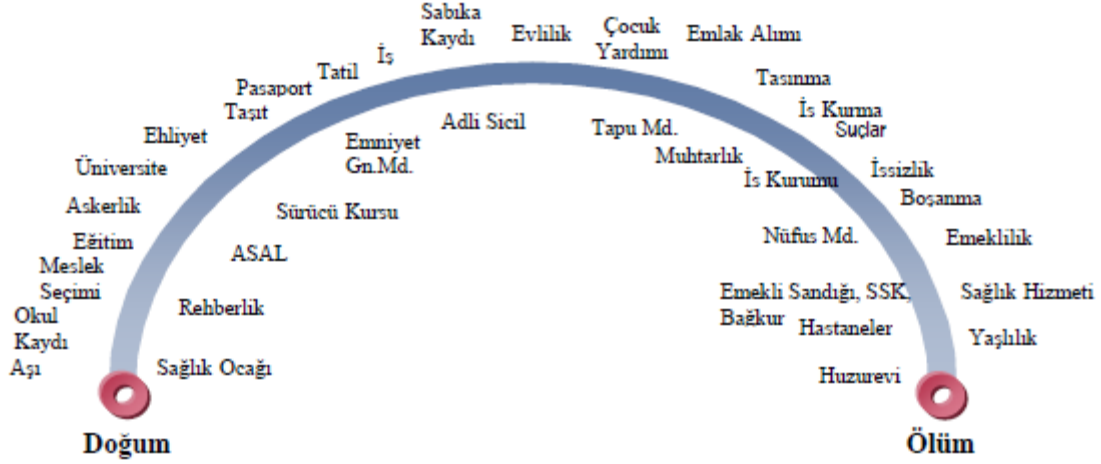 Sabıka
Kaydı
Evlilik
Çocuk
Yardımı
Emlak Alımı
İş
Tatil
Pasaport
Taşıt
Ehliyet
Üniversite
Askerlik
Eğitim
Meslek
Seçimi
Okul
Kaydı
Aşı
Tasınma
İs Kurma
Suçlar
İssizlik
Boşanma
Emeklilik
Sağlık Hizmeti
Yaşlılık
Adli Sicil
Emniyet
Gn.Md.
Sürücü Kursu
ASAL
Rehberlik
Sağlık Ocağı
Tapu Md.
Muhtarlık
İs Kurumu
Nüfus Md.
Emekli Sandığı, SSK,
Bağkur
Hastaneler
Huzurevi
Doğum
Ölüm